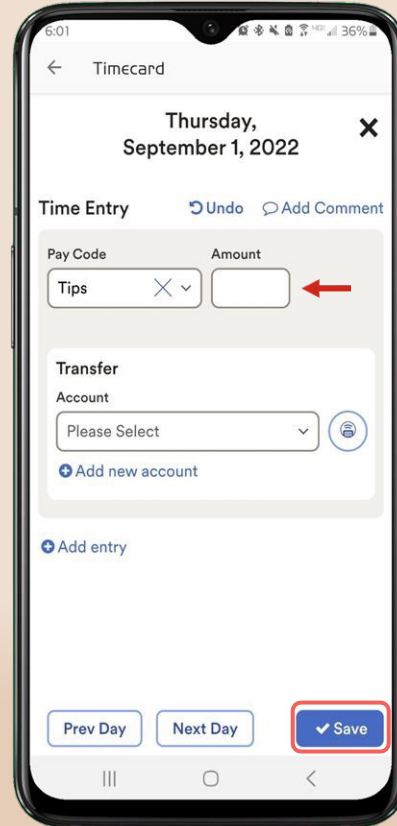 6:01
36%
Timecard
Thursday,
September 1, 2022
Time Entry Undo Add Comment
Pay Code Amount
Tips
Transfer
Account
Please Select
Add new account
Add entry
Prev Day Next Day Save